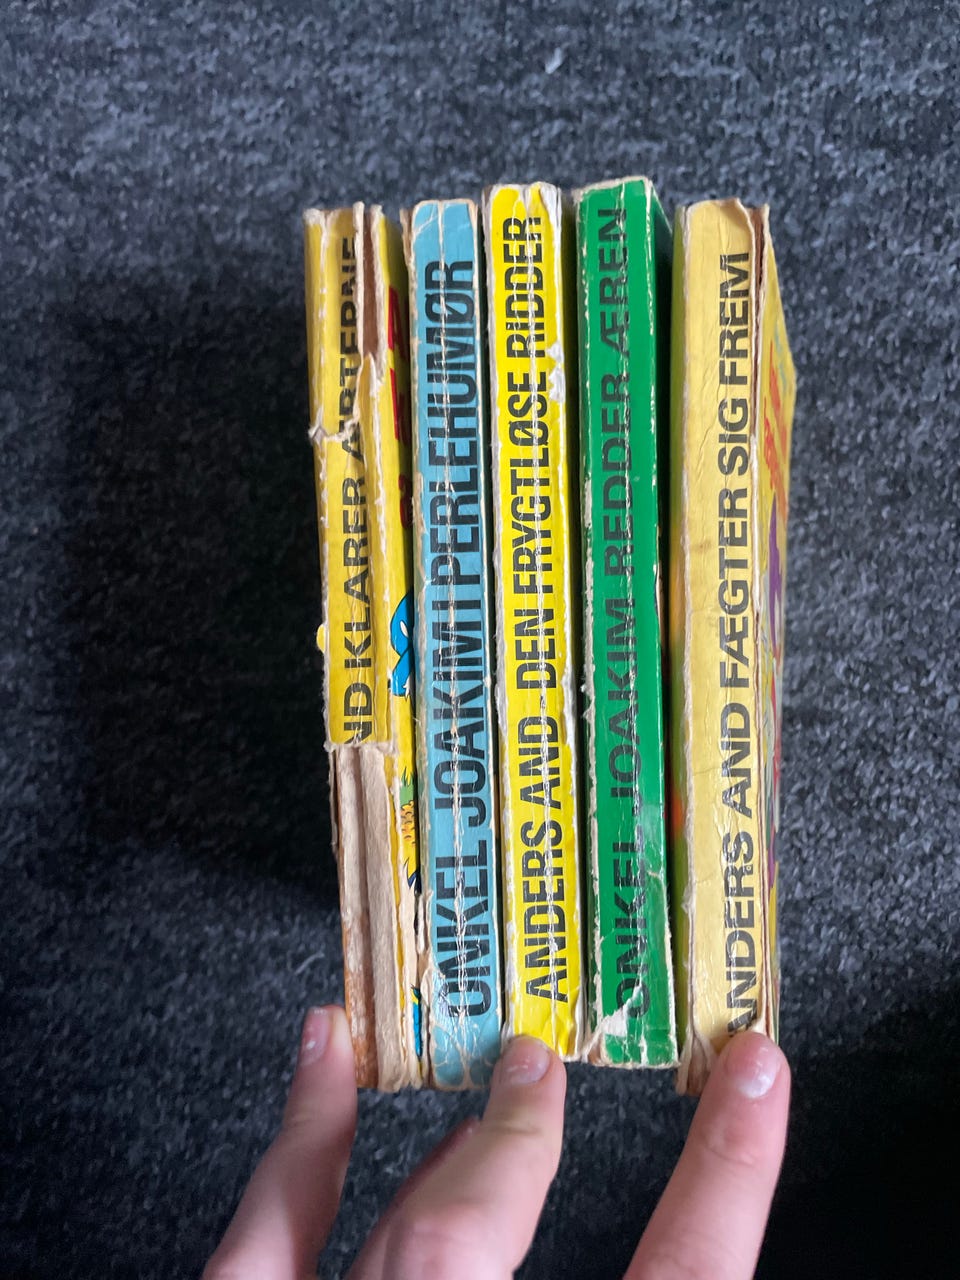 ND KLARER ÆRTERNE
ONKEL JOAKIM I PERLEHUMØR
ANDERS AND - DEN FRYGTLØSE RIDDER
ONKEL JOAKIM REDDER ÆREN
ANDERS AND FÆGTER SIG FREM